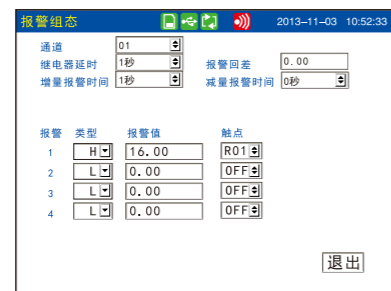 报警组态 2013-11-03 10:52:33
通道 01
继电器延时 1秒 报警回差 0.00
增量报警时间 1秒 减量报警时间 0秒
报警 类型 报警值 触点
1 H 16.00 R01
2 L 0.00 OFF
3 L 0.00 OFF
4 L 0.00 OFF
退出